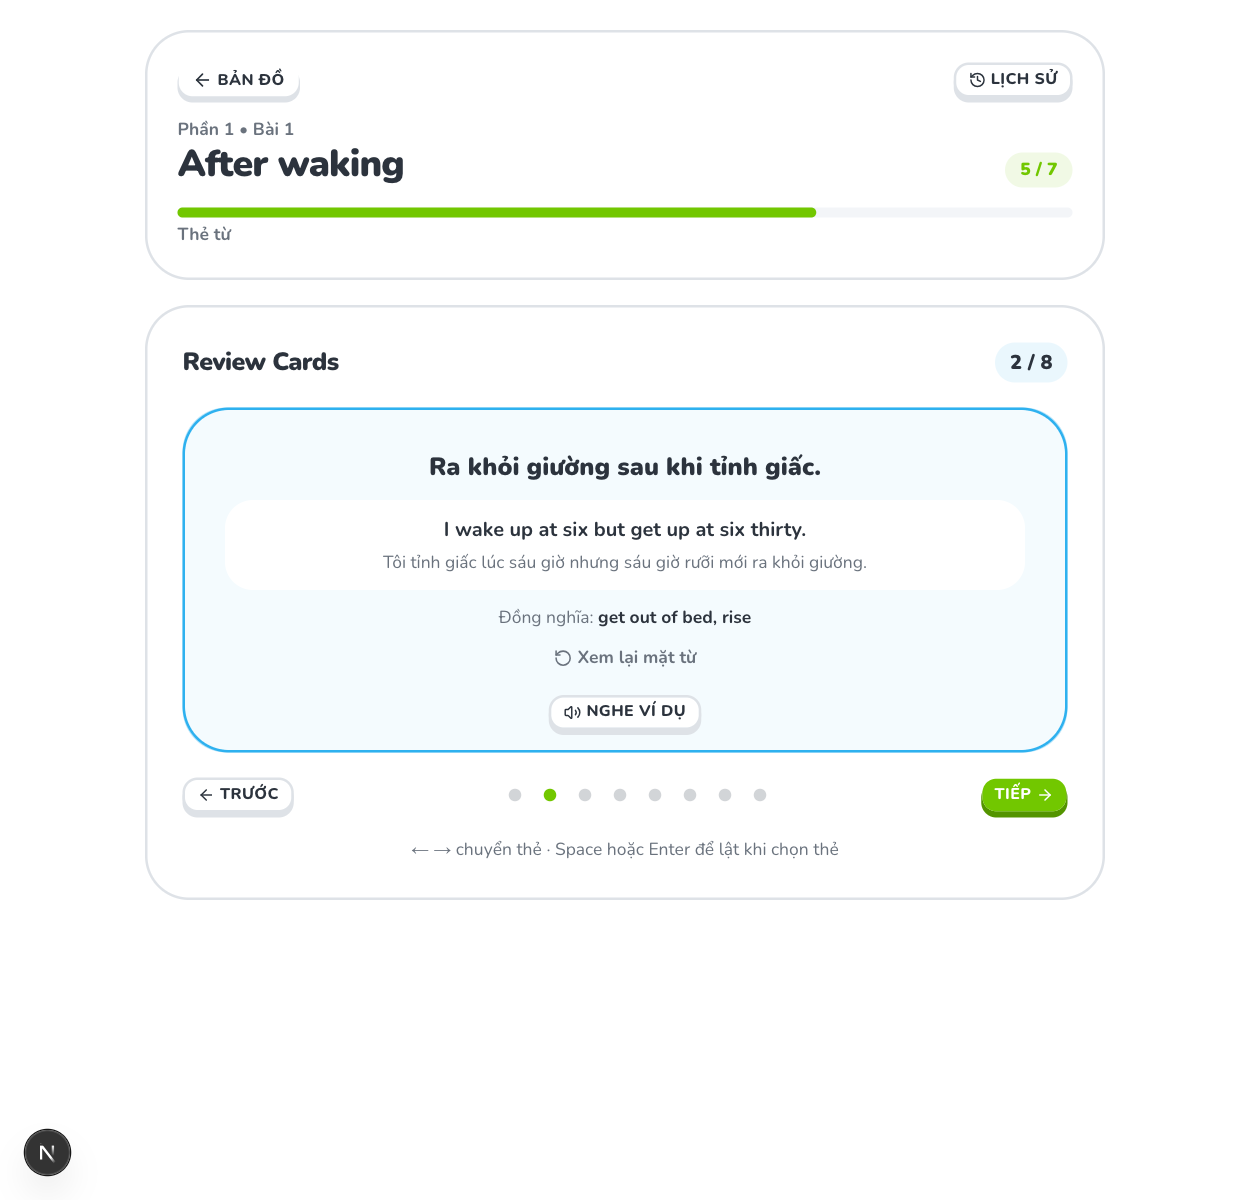 ← BẢN ĐỒ
LỊCH SỬ
Phần 1 • Bài 1
After waking
5 / 7
Thẻ từ
Review Cards
2 / 8
Ra khỏi giường sau khi tỉnh giấc.
I wake up at six but get up at six thirty.
Tôi tỉnh giấc lúc sáu giờ nhưng sáu giờ rưỡi mới ra khỏi giường.
Đồng nghĩa: get out of bed, rise
Xem lại mặt từ
NGHE VÍ DỤ
← TRƯỚC
TIẾP →
← → chuyển thẻ · Space hoặc Enter để lật khi chọn thẻ
N